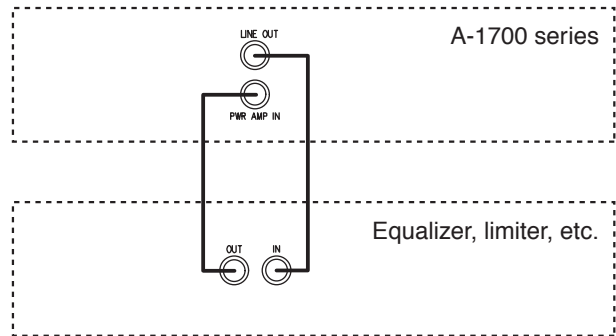 LINE OUT
A-1700 series
PWR AMP IN
Equalizer, limiter, etc.
OUT
IN